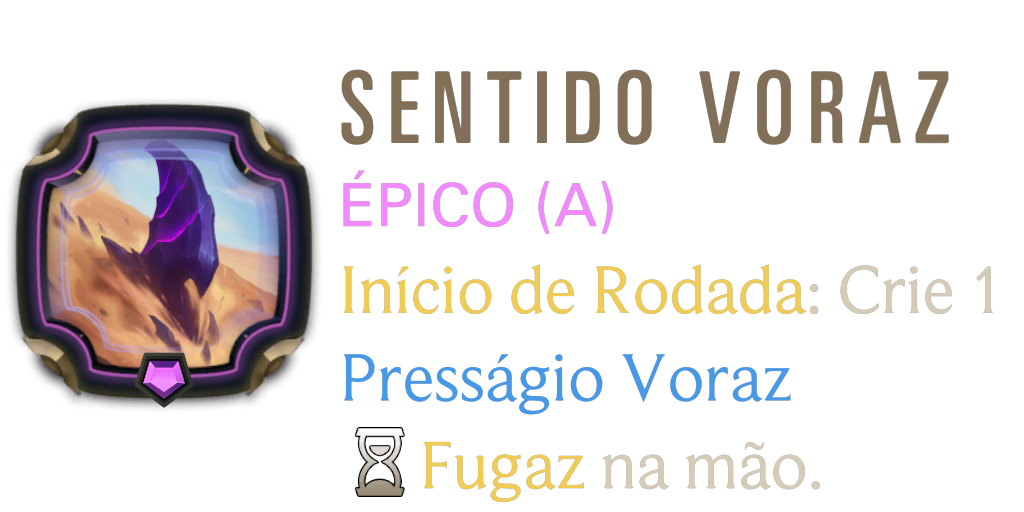 SENTIDO VORAZ
ÉPICO (A)
Início de Rodada: Crie 1
Presságio Voraz
Fugaz na mão.